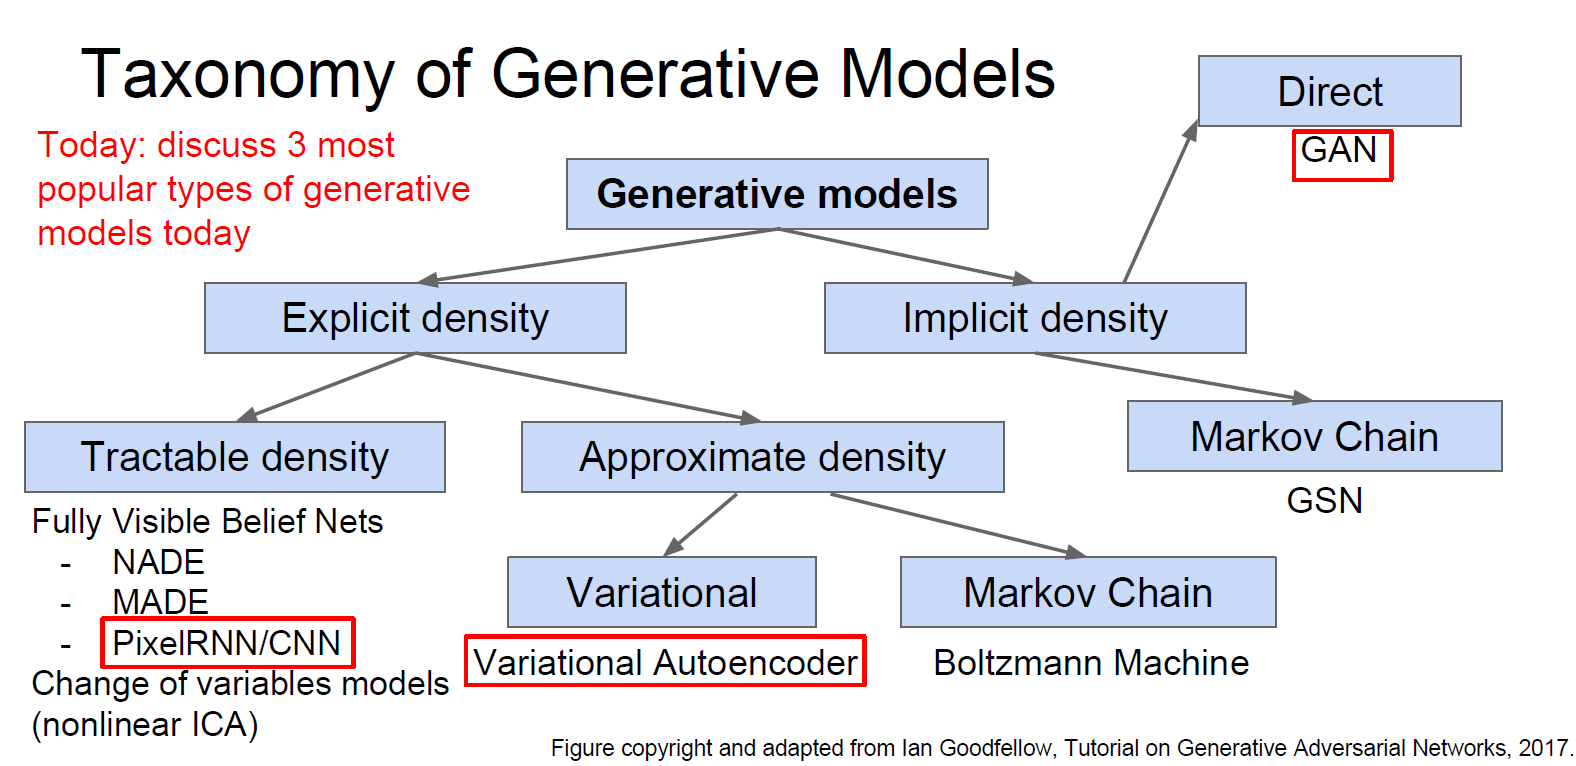 Taxonomy of Generative Models
Today: discuss 3 most
popular types of generative
models today
Direct
GAN
Generative models
Explicit density
Implicit density
Tractable density
Approximate density
Markov Chain
GSN
Fully Visible Belief Nets
- NADE
- MADE
- PixelRNN/CNN
Change of variables models
(nonlinear ICA)
Variational
Variational Autoencoder
Markov Chain
Boltzmann Machine
Figure copyright and adapted from Ian Goodfellow, Tutorial on Generative Adversarial Networks, 2017.